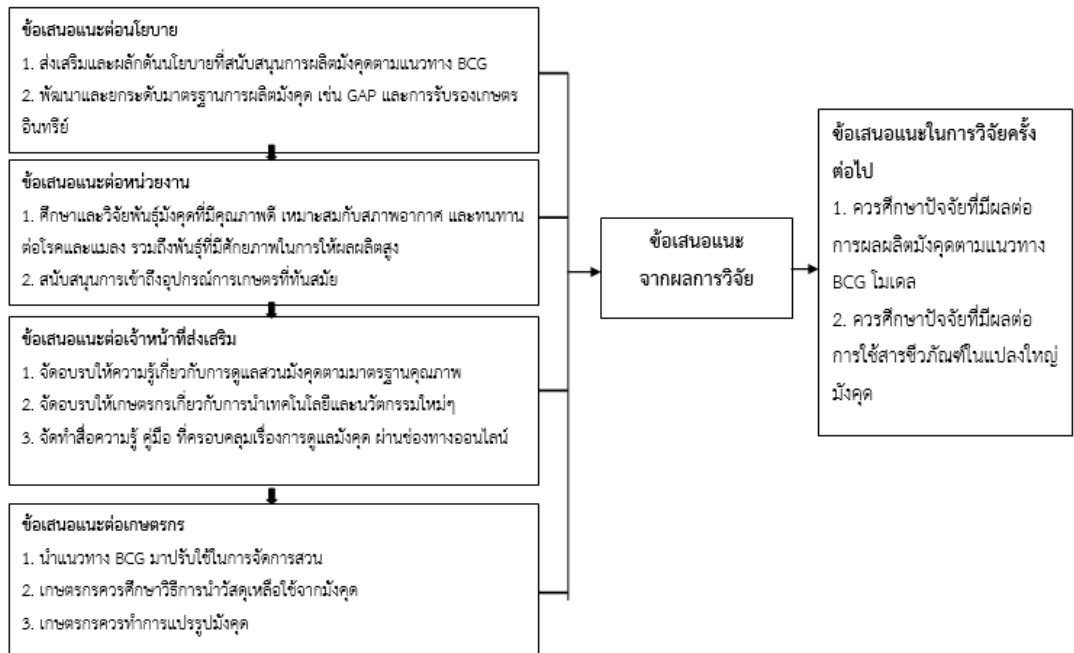 ข้อเสนอแนะต่อนโยบาย
1. ส่งเสริมและผลักดันนโยบายที่สนับสนุนการผลิตมังคุดตามแนวทาง BCG
2. พัฒนาและยกระดับมาตรฐานการผลิตมังคุด เช่น GAP และการรับรองเกษตร
อินทรีย์
ข้อเสนอแนะต่อหน่วยงาน
1. ศึกษาและวิจัยพันธุ์มังคุดที่มีคุณภาพดี เหมาะสมกับสภาพอากาศ และทนทาน
ต่อโรคและแมลง รวมถึงพันธุ์ที่มีศักยภาพในการให้ผลผลิตสูง
2. สนับสนุนการเข้าถึงอุปกรณ์การเกษตรที่ทันสมัย
ข้อเสนอแนะต่อเจ้าหน้าที่ส่งเสริม
1. จัดอบรบให้ความรู้เกี่ยวกับการดูแลสวนมังคุดตามมาตรฐานคุณภาพ
2. จัดอบรบให้เกษตรกรเกี่ยวกับการนำเทคโนโลยีและนวัตกรรมใหม่ๆ
3. จัดทำสื่อความรู้ คู่มือ ที่ครอบคลุมเรื่องการดูแลมังคุด ผ่านช่องทางออนไลน์
ข้อเสนอแนะต่อเกษตรกร
1. นำแนวทาง BCG มาปรับใช้ในการจัดการสวน
2. เกษตรกรควรศึกษาวิธีการนำวัสดุเหลือใช้จากมังคุด
3. เกษตรกรควรทำการแปรรูปมังคุด
ข้อเสนอแนะ
จากผลการวิจัย
ข้อเสนอแนะในการวิจัยครั้ง
ต่อไป
1. ควรศึกษาปัจจัยที่มีผลต่อ
การผลผลิตมังคุดตามแนวทาง
BCG โมเดล
2. ควรศึกษาปัจจัยที่มีผลต่อ
การใช้สารชีวภัณฑ์ในแปลงใหญ่
มังคุด